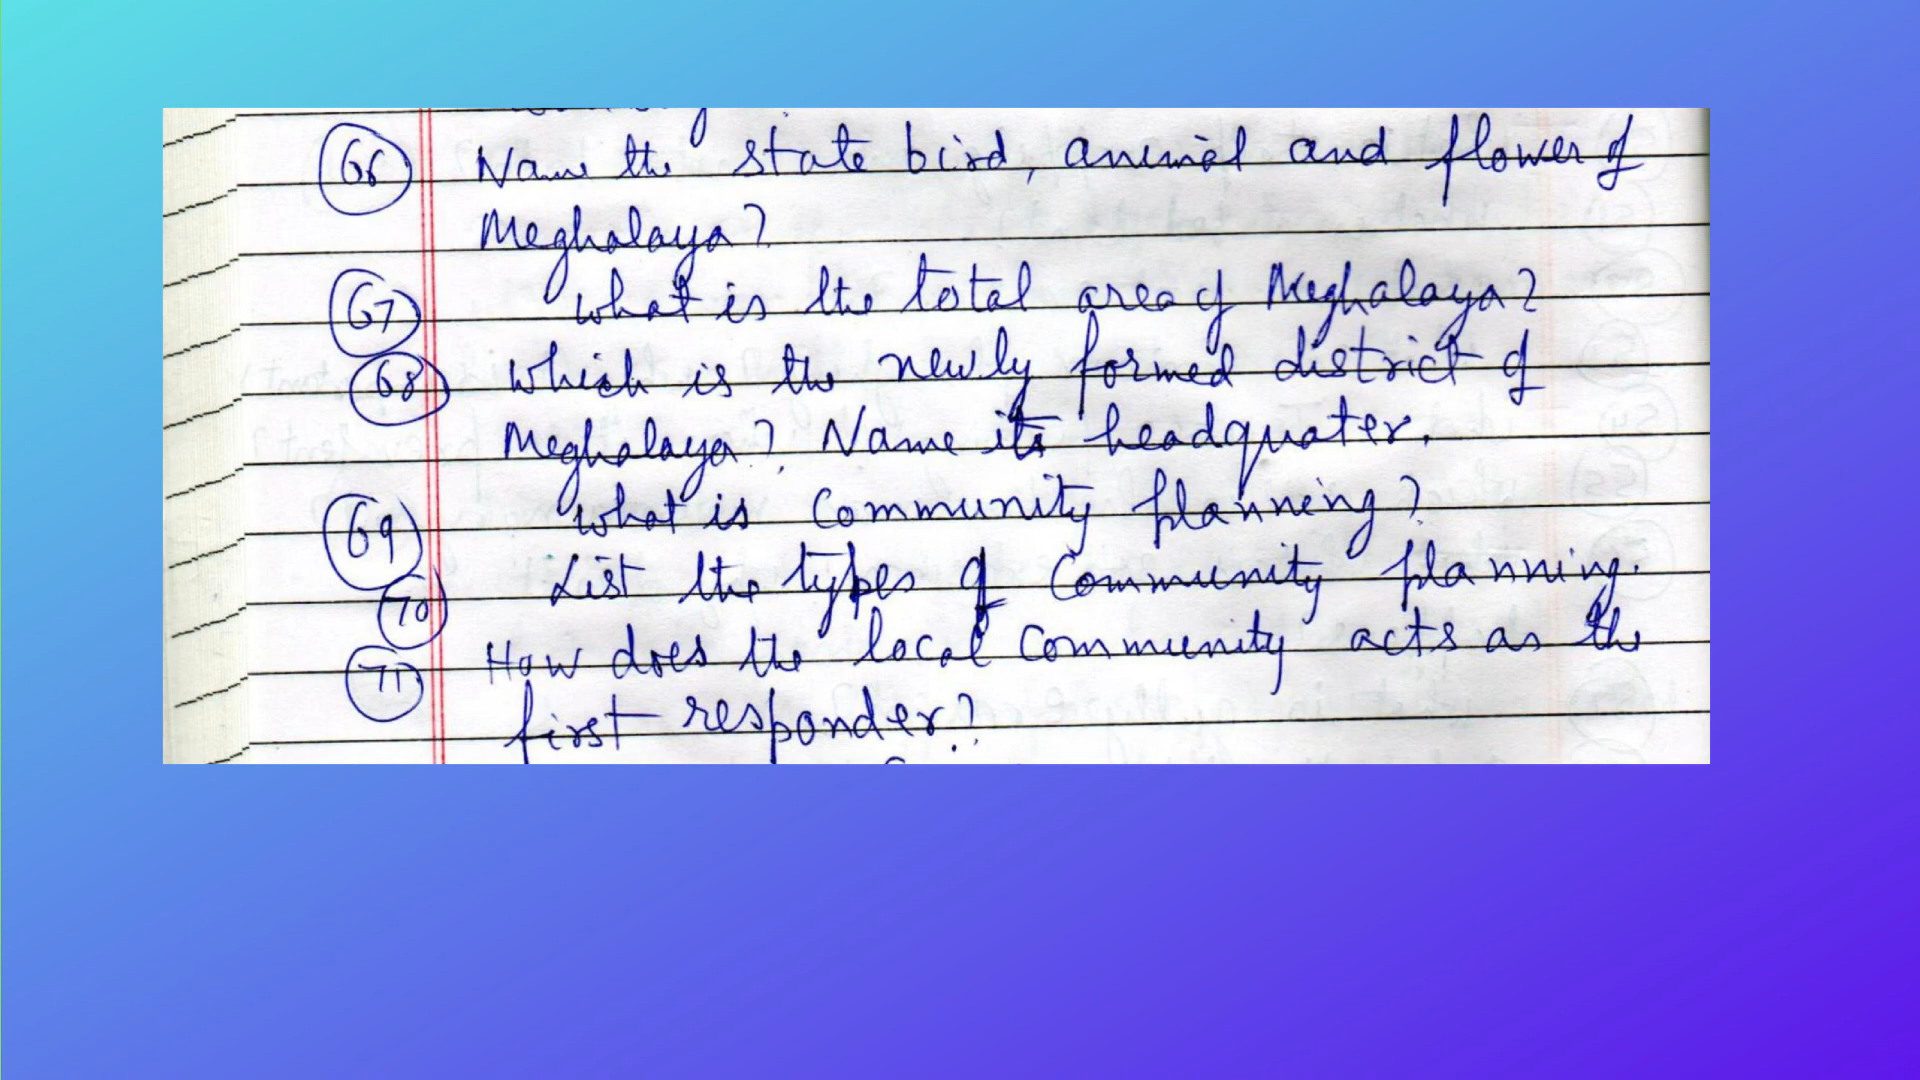 66 Name the state bird, animal and flower of
Meghalaya?
67 What is the total area of Meghalaya?
68 Which is the newly formed district of
Meghalaya? Name its headquater.
69 What is Community planning?
70 List the types of Community planning.
71 How does the local Community acts as the
first responder?